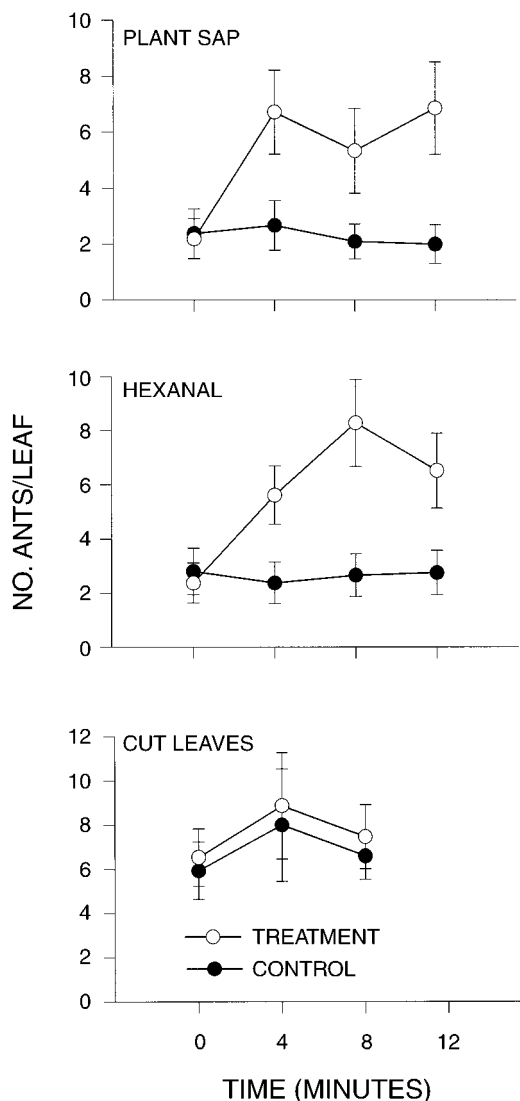 10
PLANT SAP
8
6
4
2
0
10
HEXANAL
8
6
4
2
0
NO. ANTS/LEAF
12
CUT LEAVES
10
8
6
4
TREATMENT
2
CONTROL
0
0 4 8 12
TIME (MINUTES)